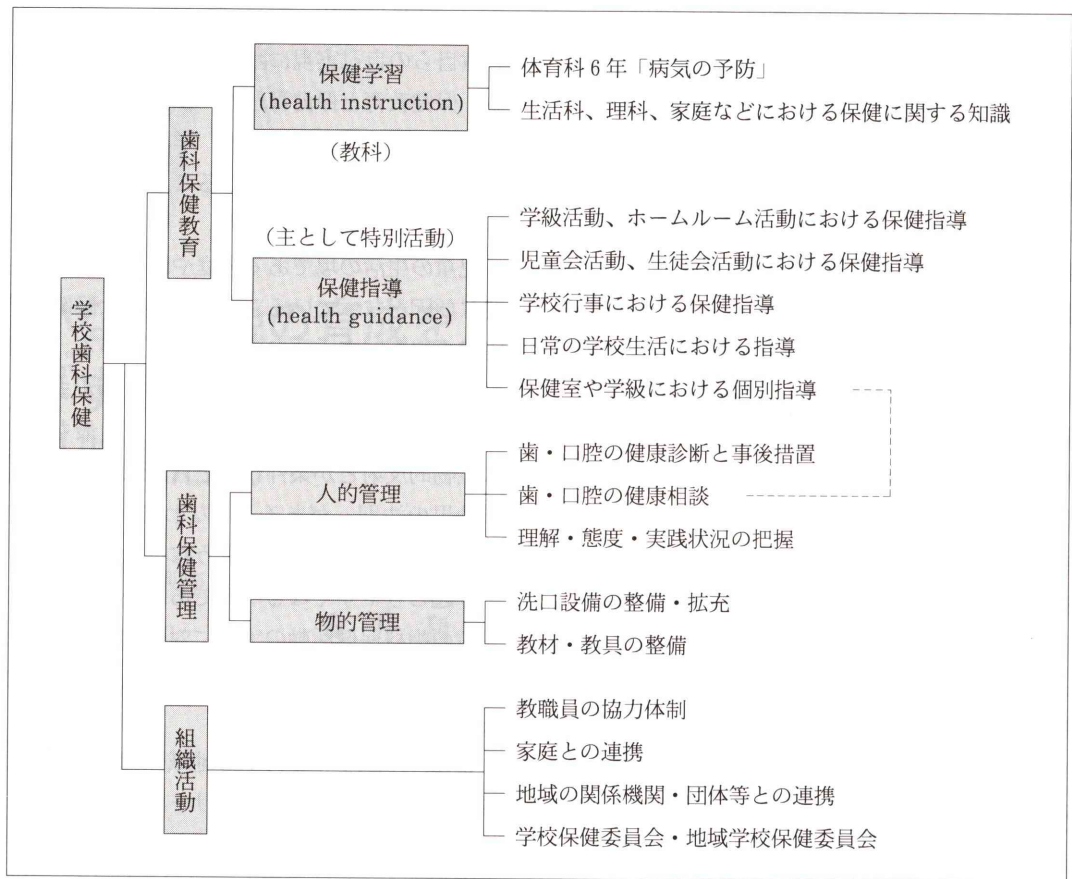 学校歯科保健
歯科保健教育
保健学習
(health instruction)
(教科)
体育科6年「病気の予防」
生活科、理科、家庭などにおける保健に関する知識
(主として特別活動)
保健指導
(health guidance)
学級活動、ホームルーム活動における保健指導
児童会活動、生徒会活動における保健指導
学校行事における保健指導
日常の学校生活における指導
保健室や学級における個別指導
歯科保健管理
人的管理
歯・口腔の健康診断と事後措置
歯・口腔の健康相談
理解・態度・実践状況の把握
物的管理
洗口設備の整備・拡充
教材・教具の整備
組織活動
教職員の協力体制
家庭との連携
地域の関係機関・団体等との連携
学校保健委員会・地域学校保健委員会